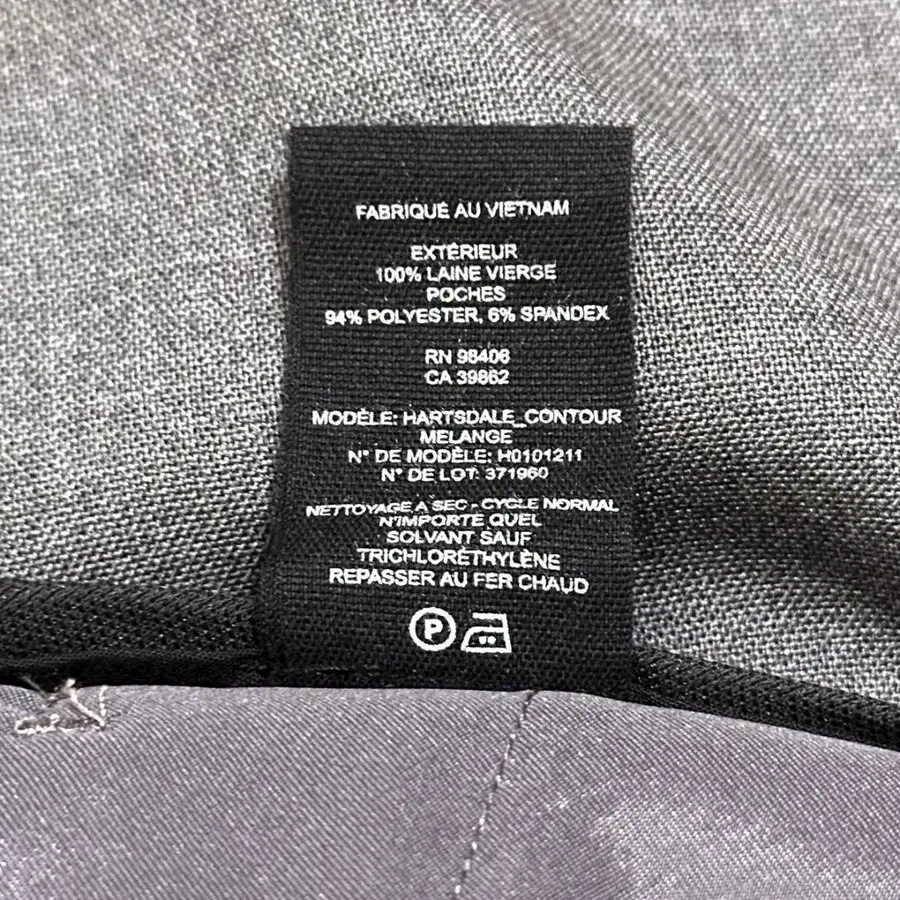 FABRIQUÉ AU VIETNAM
EXTÉRIEUR
100% LAINE VIERGE
POCHES
94% POLYESTER, 6% SPANDEX
RN 98406
CA 39862
MODÈLE: HARTSDALE_CONTOUR
MELANGE
N° DE MODÈLE: H0101211
N° DE LOT: 371960
NETTOYAGE A SEC - CYCLE NORMAL
N'IMPORTE QUEL
SOLVANT SAUF
TRICHLORÉTHYLÈNE
REPASSER AU FER CHAUD
P